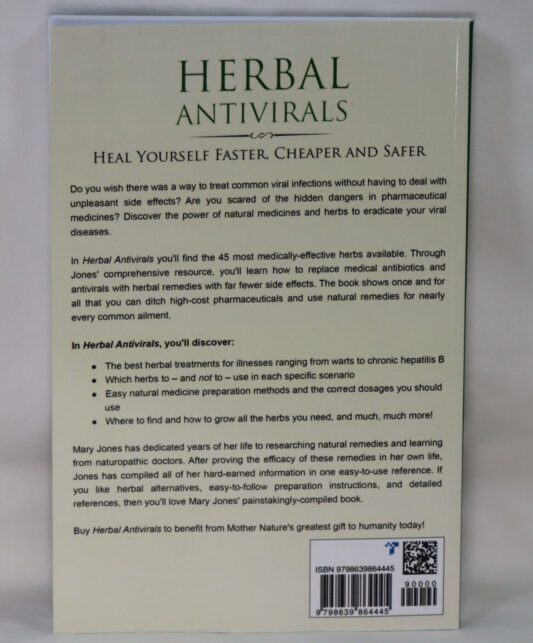 HERBAL
ANTIVIRALS
HEAL YOURSELF FASTER, CHEAPER AND SAFER
Do you wish there was a way to treat common viral infections without having to deal with
unpleasant side effects? Are you scared of the hidden dangers in pharmaceutical
medicines? Discover the power of natural medicines and herbs to eradicate your viral
diseases.
In Herbal Antivirals you'll find the 45 most medically-effective herbs available. Through
Jones' comprehensive resource, you'll learn how to replace medical antibiotics and
antivirals with herbal remedies with far fewer side effects. The book shows once and for
all that you can ditch high-cost pharmaceuticals and use natural remedies for nearly
every common ailment.
In Herbal Antivirals, you'll discover:
● The best herbal treatments for illnesses ranging from warts to chronic hepatitis B
● Which herbs to – and not to – use in each specific scenario
● Easy natural medicine preparation methods and the correct dosages you should
use
● Where to find and how to grow all the herbs you need, and much, much more!
Mary Jones has dedicated years of her life to researching natural remedies and learning
from naturopathic doctors. After proving the efficacy of these remedies in her own life,
Jones has compiled all of her hard-earned information in one easy-to-use reference. If
you like herbal alternatives, easy-to-follow preparation instructions, and detailed
references, then you'll love Mary Jones' painstakingly-compiled book.
Buy Herbal Antivirals to benefit from Mother Nature's greatest gift to humanity today!
ISBN 9798639864445
90000
9 798639 864445